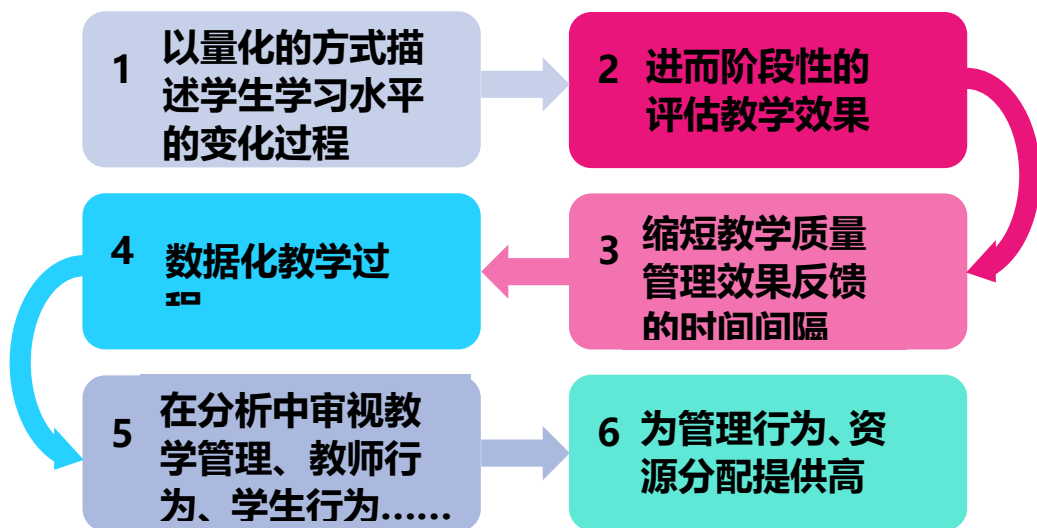 1 以量化的方式描
述学生学习水平
的变化过程
2 进而阶段性的
评估教学效果
3 缩短教学质量
管理效果反馈
的时间间隔
4 数据化教学过
程
5 在分析中审视教
学管理、教师行
为、学生行为……
6 为管理行为、资
源分配提供高